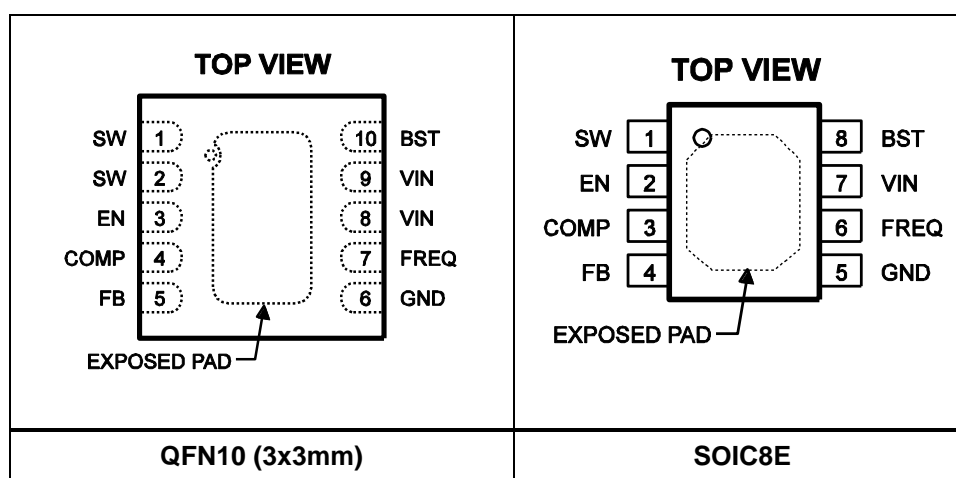 TOP VIEW
SW 1 10 BST
SW 2 9 VIN
EN 3 8 VIN
COMP 4 7 FREQ
FB 5 6 GND
EXPOSED PAD
QFN10 (3x3mm)
TOP VIEW
SW 1 8 BST
EN 2 7 VIN
COMP 3 6 FREQ
FB 4 5 GND
EXPOSED PAD
SOIC8E